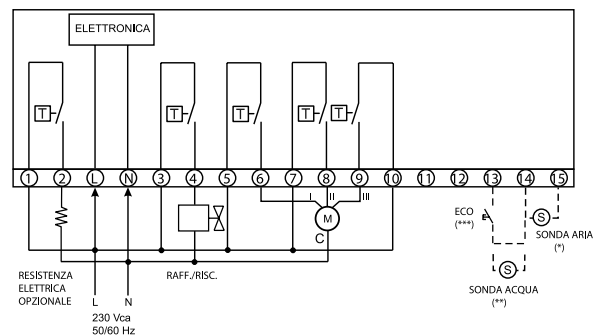 ELETTRONICA
T T T T T
1 2 L N 3 4 5 6 7 8 9 10 11 12 13 14 15
I II III
M
C
ECO
(***)
S
SONDA ARIA
(*)
S
SONDA ACQUA
(**)
RESISTENZA
ELETTRICA
OPZIONALE
L N
RAFF./RISC.
230 Vca
50/60 Hz